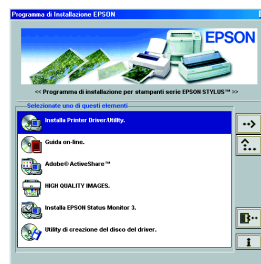 Programma di Installazione EPSON
EPSON
<< Programma di installazione per stampanti serie EPSON STYLUS™ >>
Selezionate uno di questi elementi
Installa Printer Driver/Utility.
Guida on-line.
Adobe® ActiveShare™
HIGH QUALITY IMAGES.
Installa EPSON Status Monitor 3.
Utility di creazione del disco del driver.